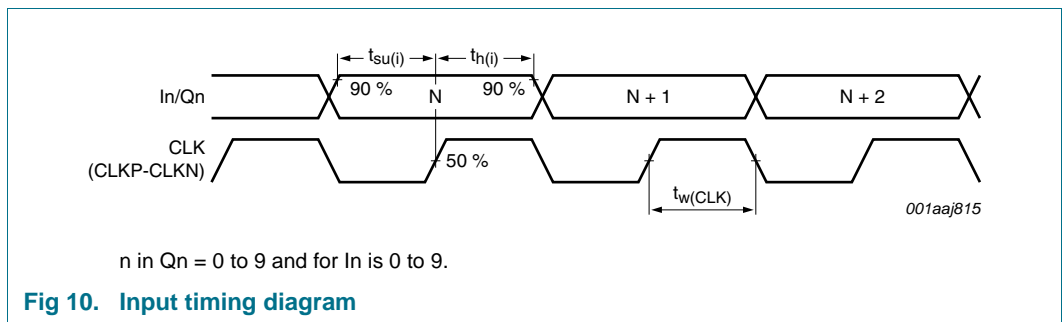 tsu(i) th(i)
90 % N 90 %
In/Qn N + 1 N + 2
CLK
(CLKP-CLKN)
50 %
tw(CLK)
001aaj815
n in Qn = 0 to 9 and for In is 0 to 9.
Fig 10. Input timing diagram